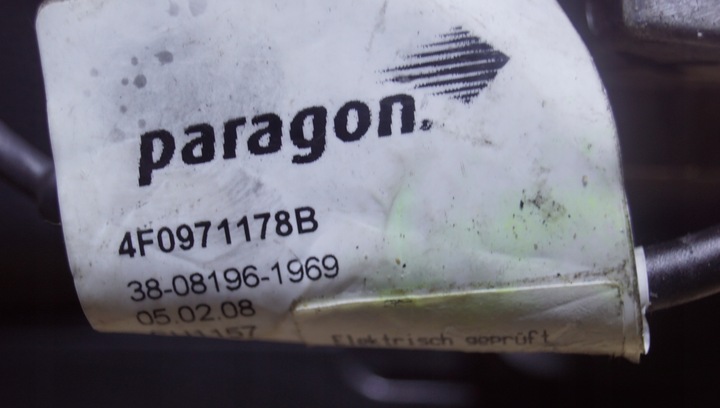 paragon.
4F0971178B
38-08196-1969
05.02.08
Elektrisch geprüft